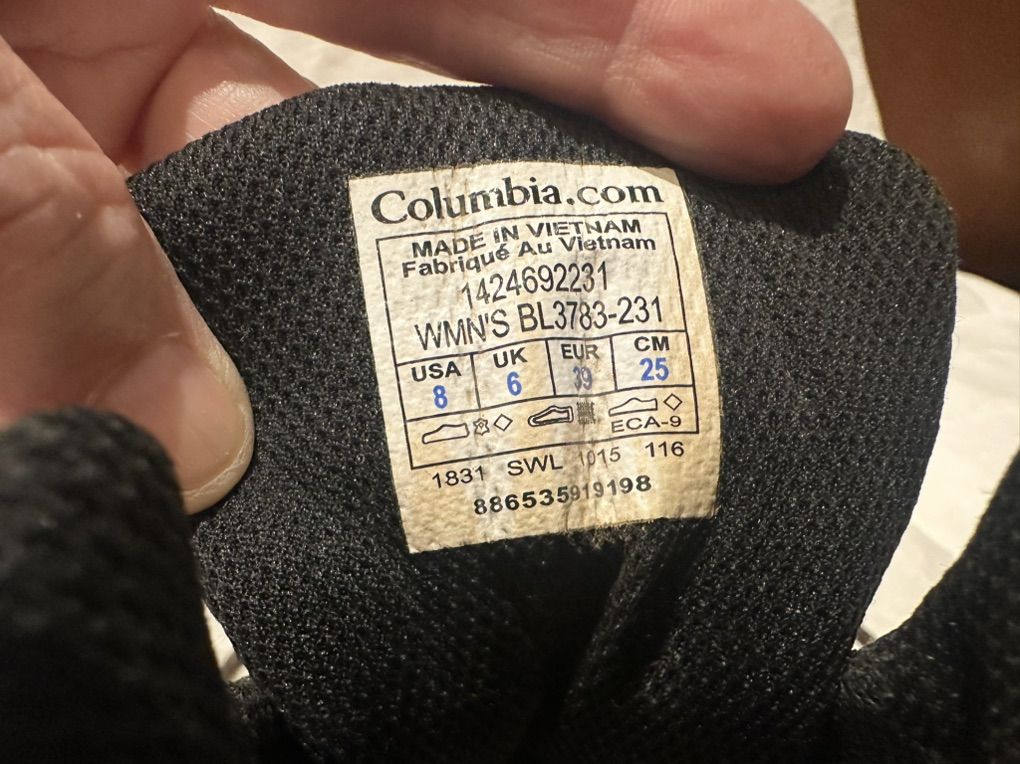 Columbia.com
MADE IN VIETNAM
Fabriqué Au Vietnam
1424692231
WMN'S BL3783-231
USA UK EUR CM
8 6 39 25
ECA-9
1831 SWL 1015 116
886535919198